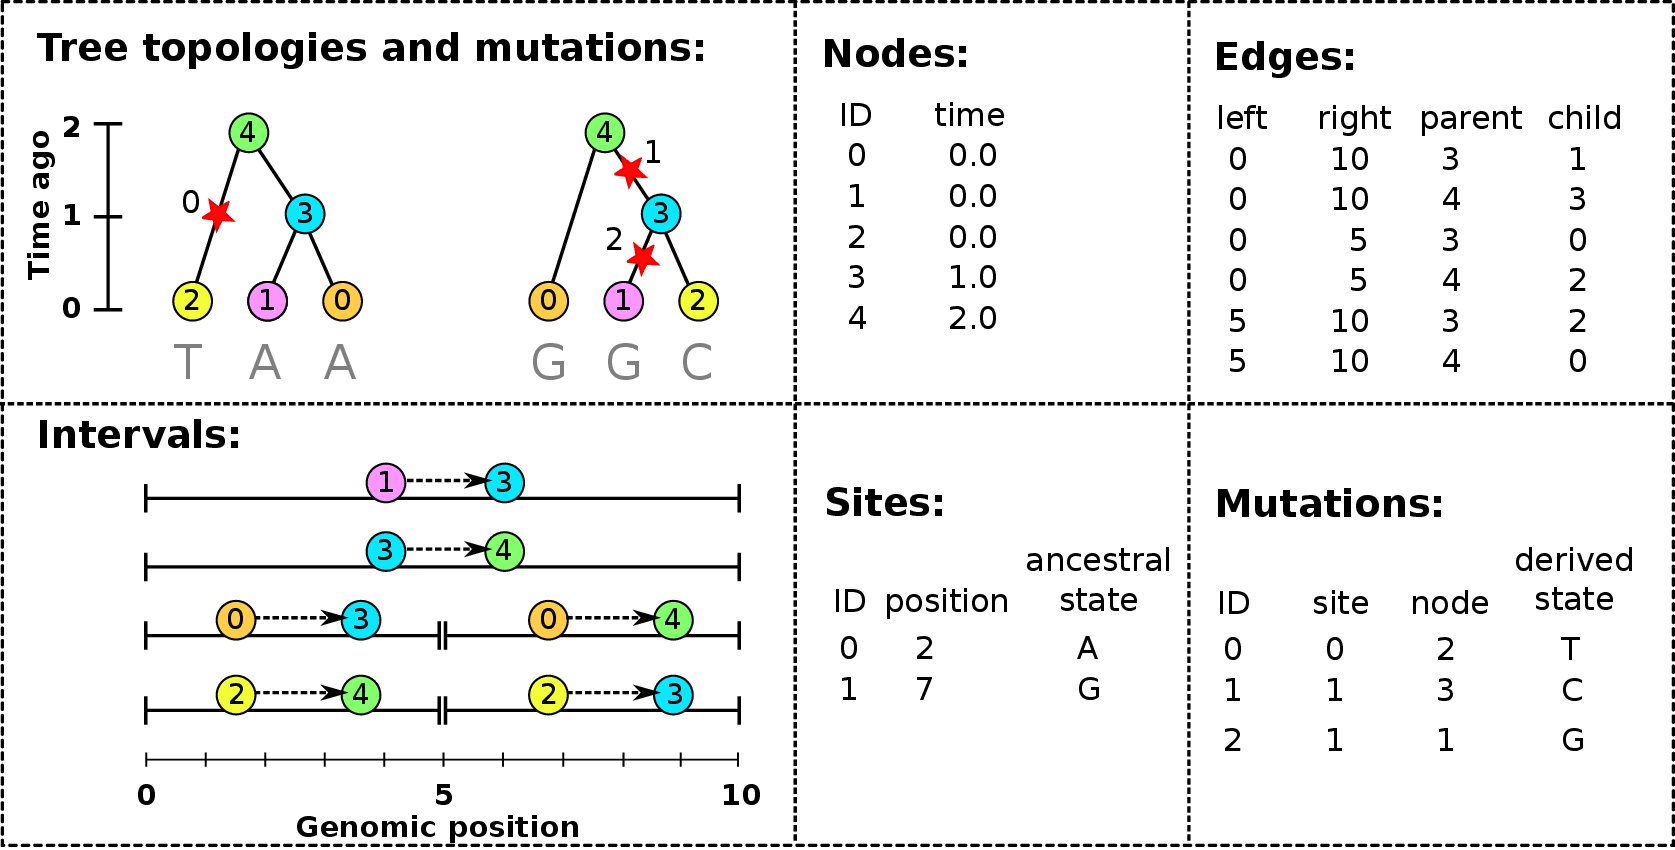 Tree topologies and mutations:
Time ago
2
1
0
4
0
3
2 1 0
T A A
4
1
3
2
0 1 2
G G C
Nodes:
ID time
0 0.0
1 0.0
2 0.0
3 1.0
4 2.0
Edges:
left right parent child
0 10 3 1
0 10 4 3
0 5 3 0
0 5 4 2
5 10 3 2
5 10 4 0
Intervals:
1 3
3 4
0 3 0 4
2 4 2 3
0 5 10
Genomic position
Sites:
ancestral
ID position state
0 2 A
1 7 G
Mutations:
derived
ID site node state
0 0 2 T
1 1 3 C
2 1 1 G